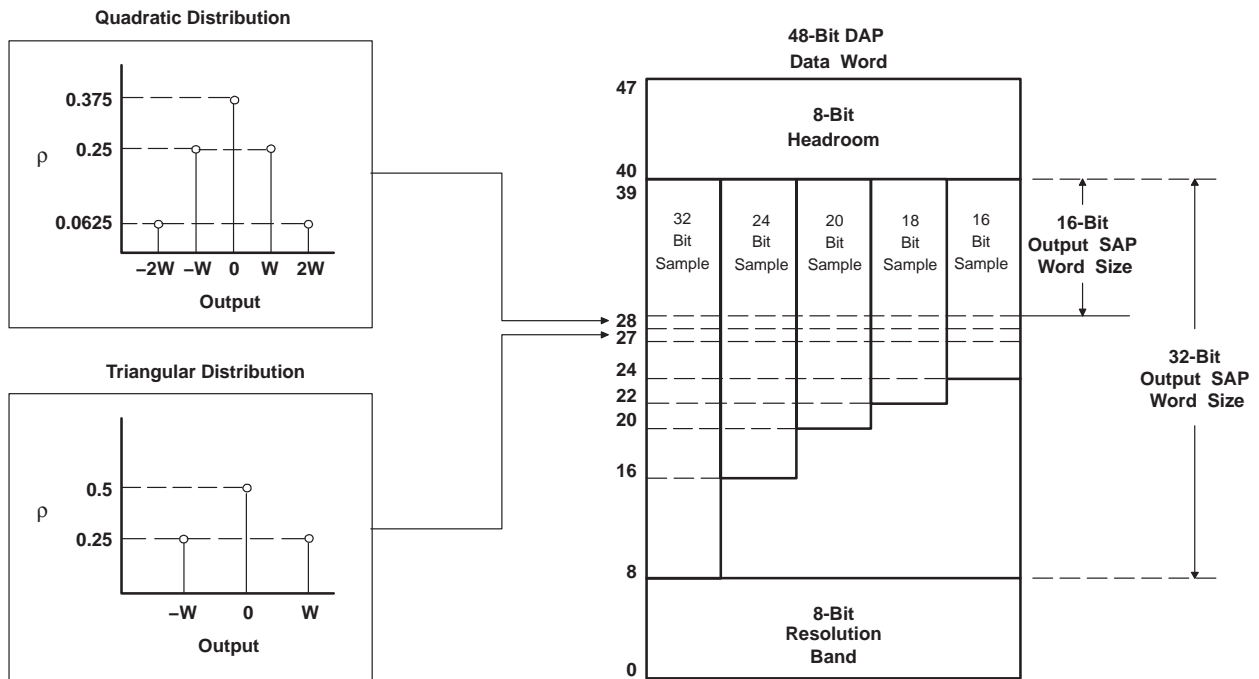 Quadratic Distribution
0.375
ρ
0.25
0.0625
–2W –W 0 W 2W
Output
Triangular Distribution
0.5
ρ
0.25
–W 0 W
Output
48-Bit DAP
Data Word
47
8-Bit
Headroom
40
39
32
Bit
Sample
24
Bit
Sample
20
Bit
Sample
18
Bit
Sample
16
Bit
Sample
28
27
24
22
20
16
8
8-Bit
Resolution
Band
0
16-Bit
Output SAP
Word Size
32-Bit
Output SAP
Word Size